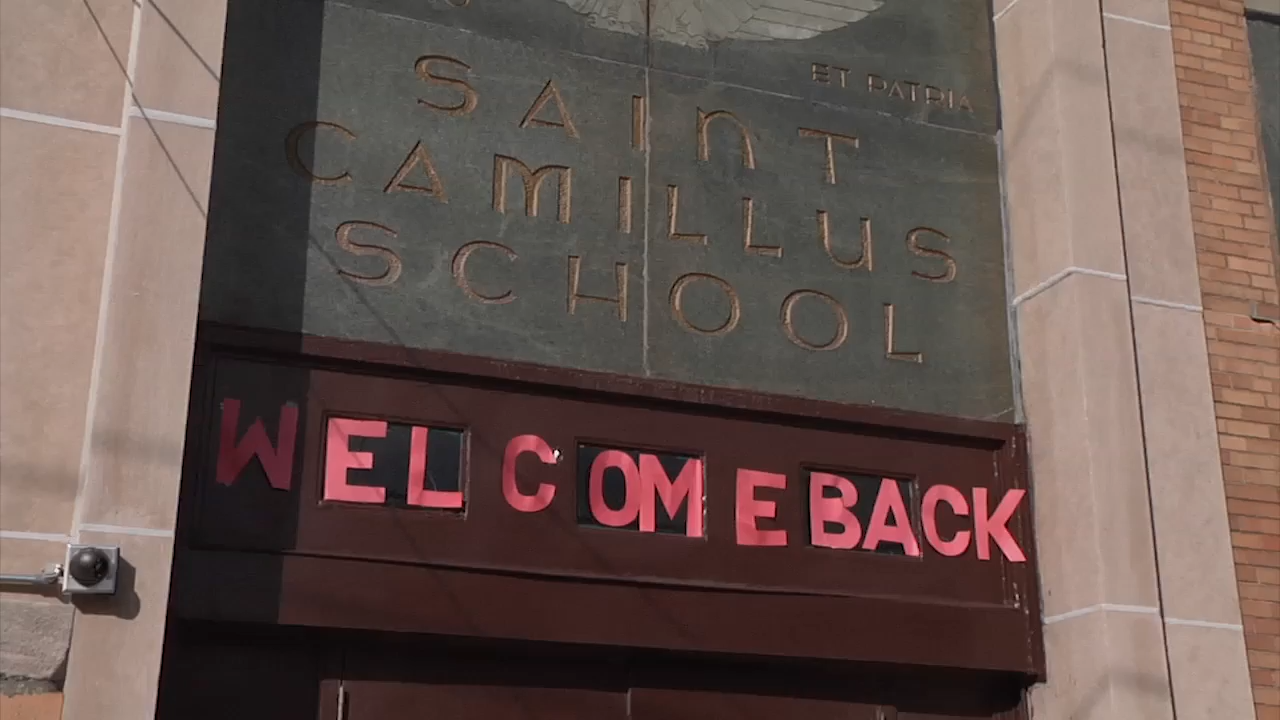 ET PATRIA
SAINT
CAMILLUS
SCHOOL
WELCOME BACK